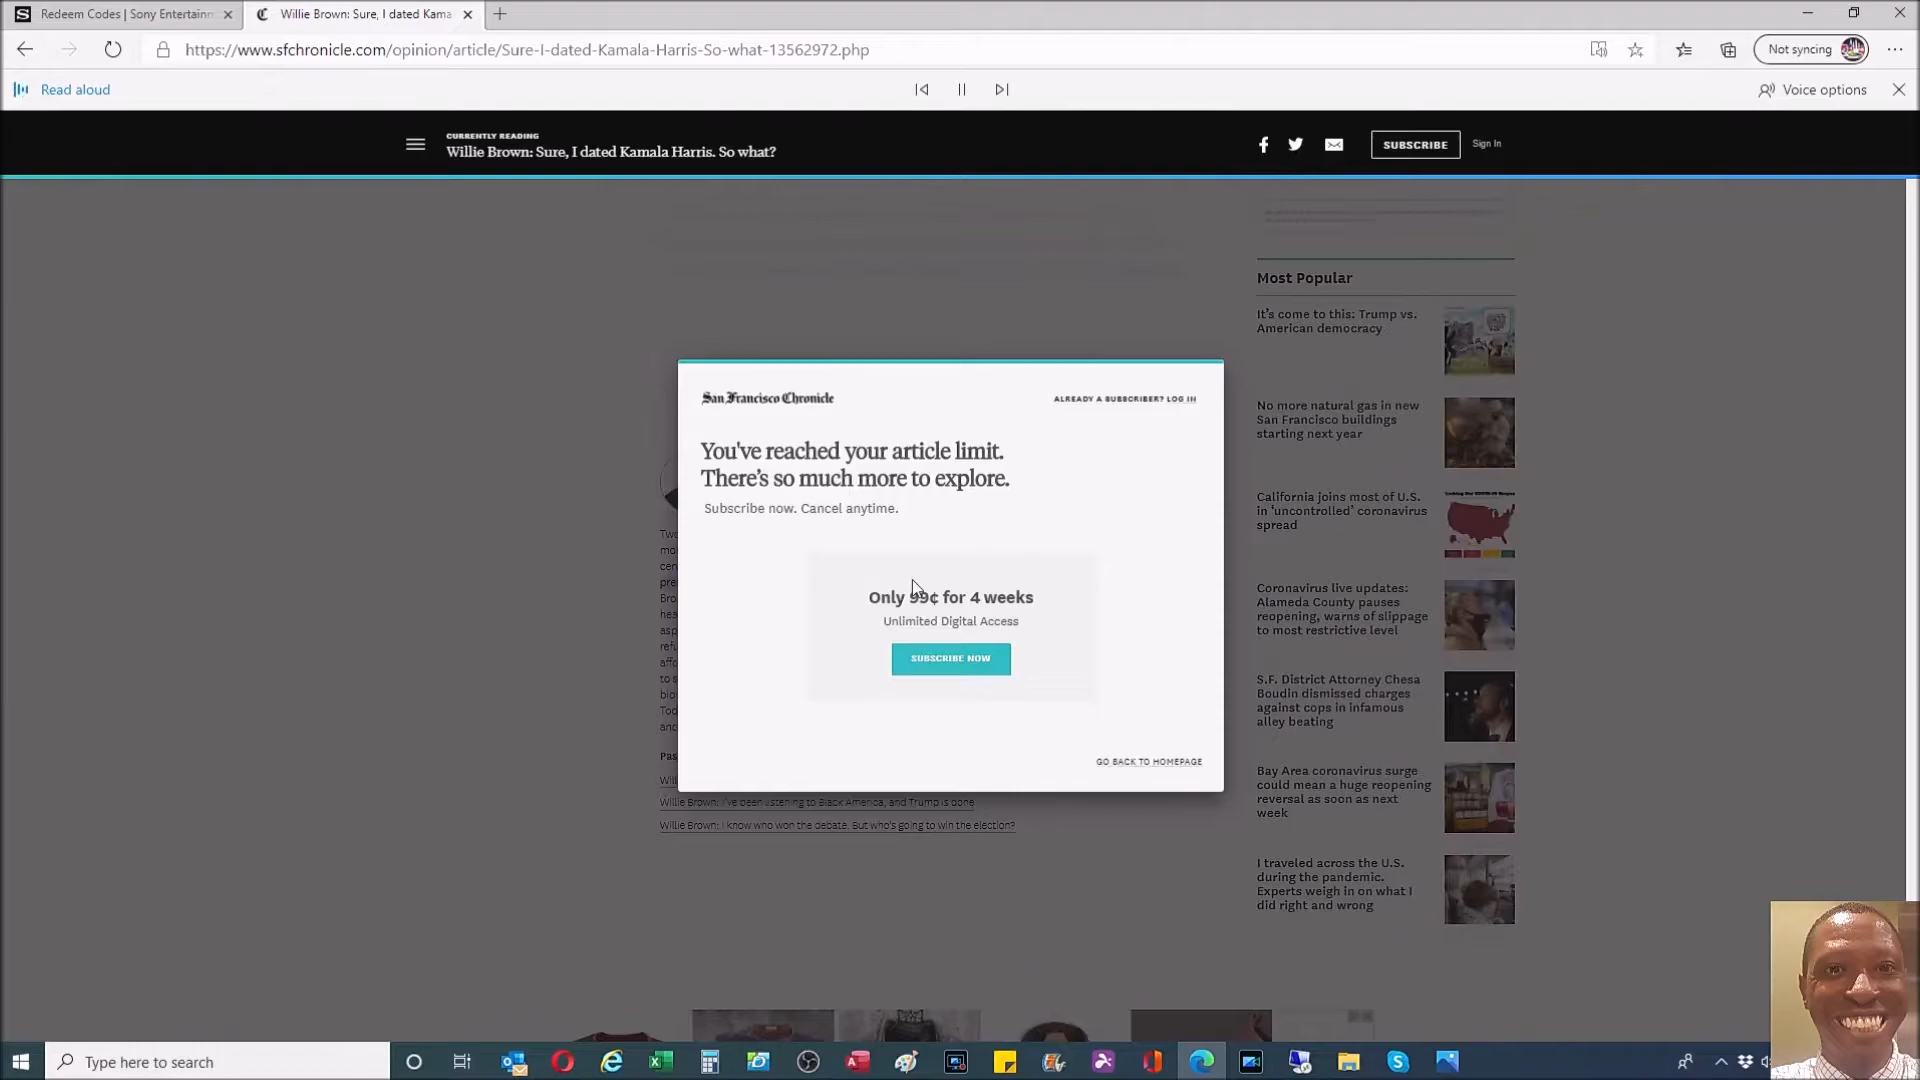 Redeem Codes | Sony Entertainm
Willie Brown: Sure, I dated Kama
https://www.sfchronicle.com/opinion/article/Sure-I-dated-Kamala-Harris-So-what-13562972.php
Not syncing
Read aloud
Voice options
CURRENTLY READING
Willie Brown: Sure, I dated Kamala Harris. So what?
SUBSCRIBE
Sign In
San Francisco Chronicle
ALREADY A SUBSCRIBER? LOG IN
You've reached your article limit.
There's so much more to explore.
Subscribe now. Cancel anytime.
Only 99¢ for 4 weeks
Unlimited Digital Access
SUBSCRIBE NOW
GO BACK TO HOMEPAGE
Willie Brown: I've been listening to Black America, and Trump is done
Willie Brown: I know who won the debate. But who's going to win the election?
Most Popular
It's come to this: Trump vs.
American democracy
No more natural gas in new
San Francisco buildings
starting next year
California joins most of U.S.
in 'uncontrolled' coronavirus
spread
Coronavirus live updates:
Alameda County pauses
reopening, warns of slippage
to most restrictive level
S.F. District Attorney Chesa
Boudin dismissed charges
against cops in infamous
alley beating
Bay Area coronavirus surge
could mean a huge reopening
reversal as soon as next
week
I traveled across the U.S.
during the pandemic.
Experts weigh in on what I
did right and wrong
Type here to search